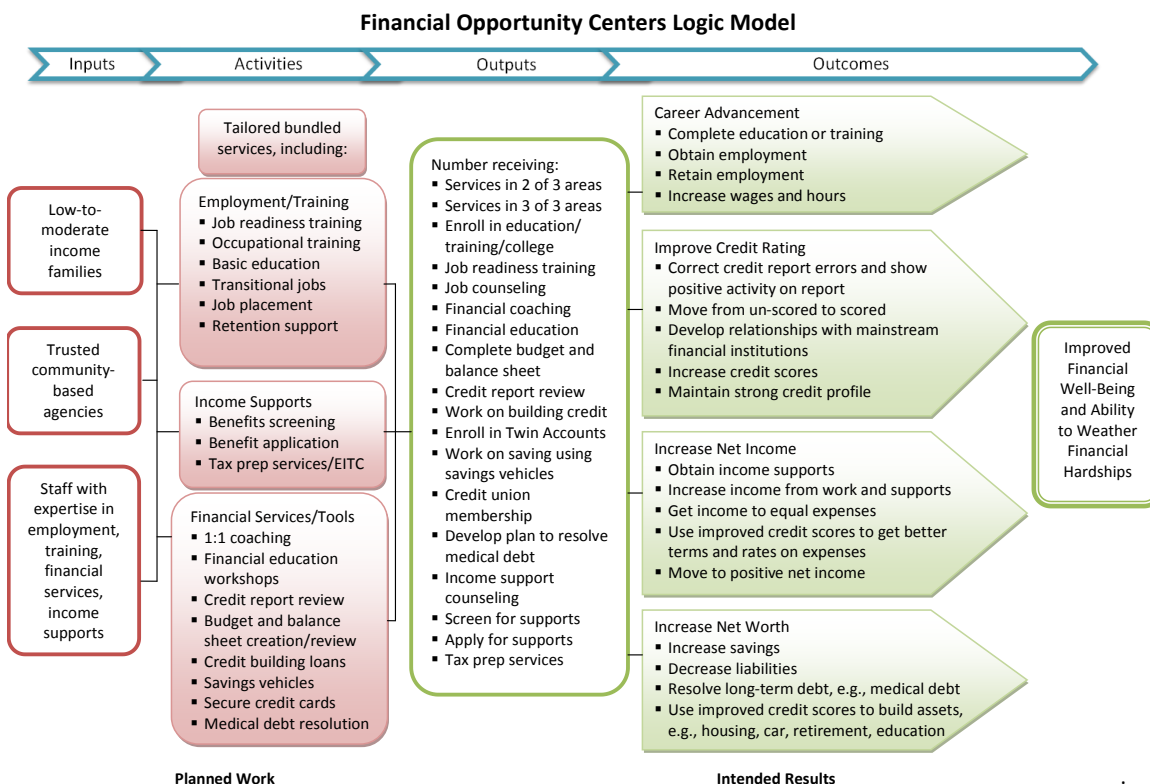 Financial Opportunity Centers Logic Model
Inputs
Activities
Outputs
Outcomes
Low-to-
moderate
income
families
Trusted
community-
based
agencies
Staff with
expertise in
employment,
training,
financial
services,
income
supports
Tailored bundled
services, including:
Employment/Training
▪ Job readiness training
▪ Occupational training
▪ Basic education
▪ Transitional jobs
▪ Job placement
▪ Retention support
Income Supports
▪ Benefits screening
▪ Benefit application
▪ Tax prep services/EITC
Financial Services/Tools
▪ 1:1 coaching
▪ Financial education
workshops
▪ Credit report review
▪ Budget and balance
sheet creation/review
▪ Credit building loans
▪ Savings vehicles
▪ Secure credit cards
▪ Medical debt resolution
Number receiving:
▪ Services in 2 of 3 areas
▪ Services in 3 of 3 areas
▪ Enroll in education/
training/college
▪ Job readiness training
▪ Job counseling
▪ Financial coaching
▪ Financial education
▪ Complete budget and
balance sheet
▪ Credit report review
▪ Work on building credit
▪ Enroll in Twin Accounts
▪ Work on saving using
savings vehicles
▪ Credit union
membership
▪ Develop plan to resolve
medical debt
▪ Income support
counseling
▪ Screen for supports
▪ Apply for supports
▪ Tax prep services
Career Advancement
▪ Complete education or training
▪ Obtain employment
▪ Retain employment
▪ Increase wages and hours
Improve Credit Rating
▪ Correct credit report errors and show
positive activity on report
▪ Move from un-scored to scored
▪ Develop relationships with mainstream
financial institutions
▪ Increase credit scores
▪ Maintain strong credit profile
Increase Net Income
▪ Obtain income supports
▪ Increase income from work and supports
▪ Get income to equal expenses
▪ Use improved credit scores to get better
terms and rates on expenses
▪ Move to positive net income
Increase Net Worth
▪ Increase savings
▪ Decrease liabilities
▪ Resolve long-term debt, e.g., medical debt
▪ Use improved credit scores to build assets,
e.g., housing, car, retirement, education
Improved
Financial
Well-Being
and Ability
to Weather
Financial
Hardships
Planned Work
Intended Results
.